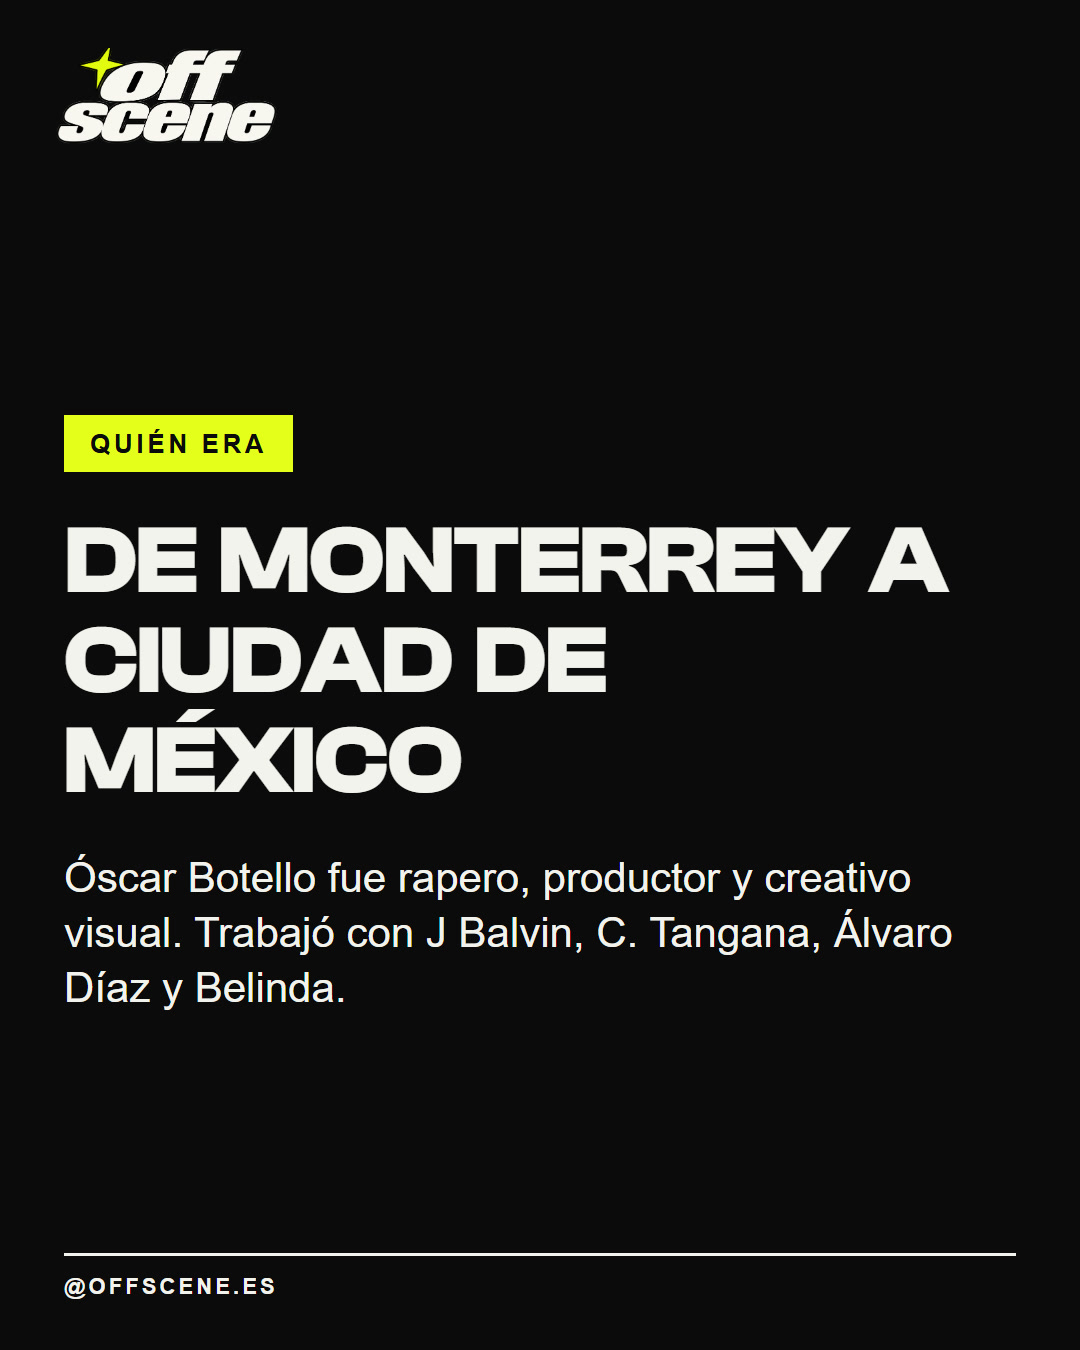 off
scene
QUIÉN ERA
DE MONTERREY A
CIUDAD DE
MÉXICO
Óscar Botello fue rapero, productor y creativo
visual. Trabajó con J Balvin, C. Tangana, Álvaro
Díaz y Belinda.
@OFFSCENE.ES